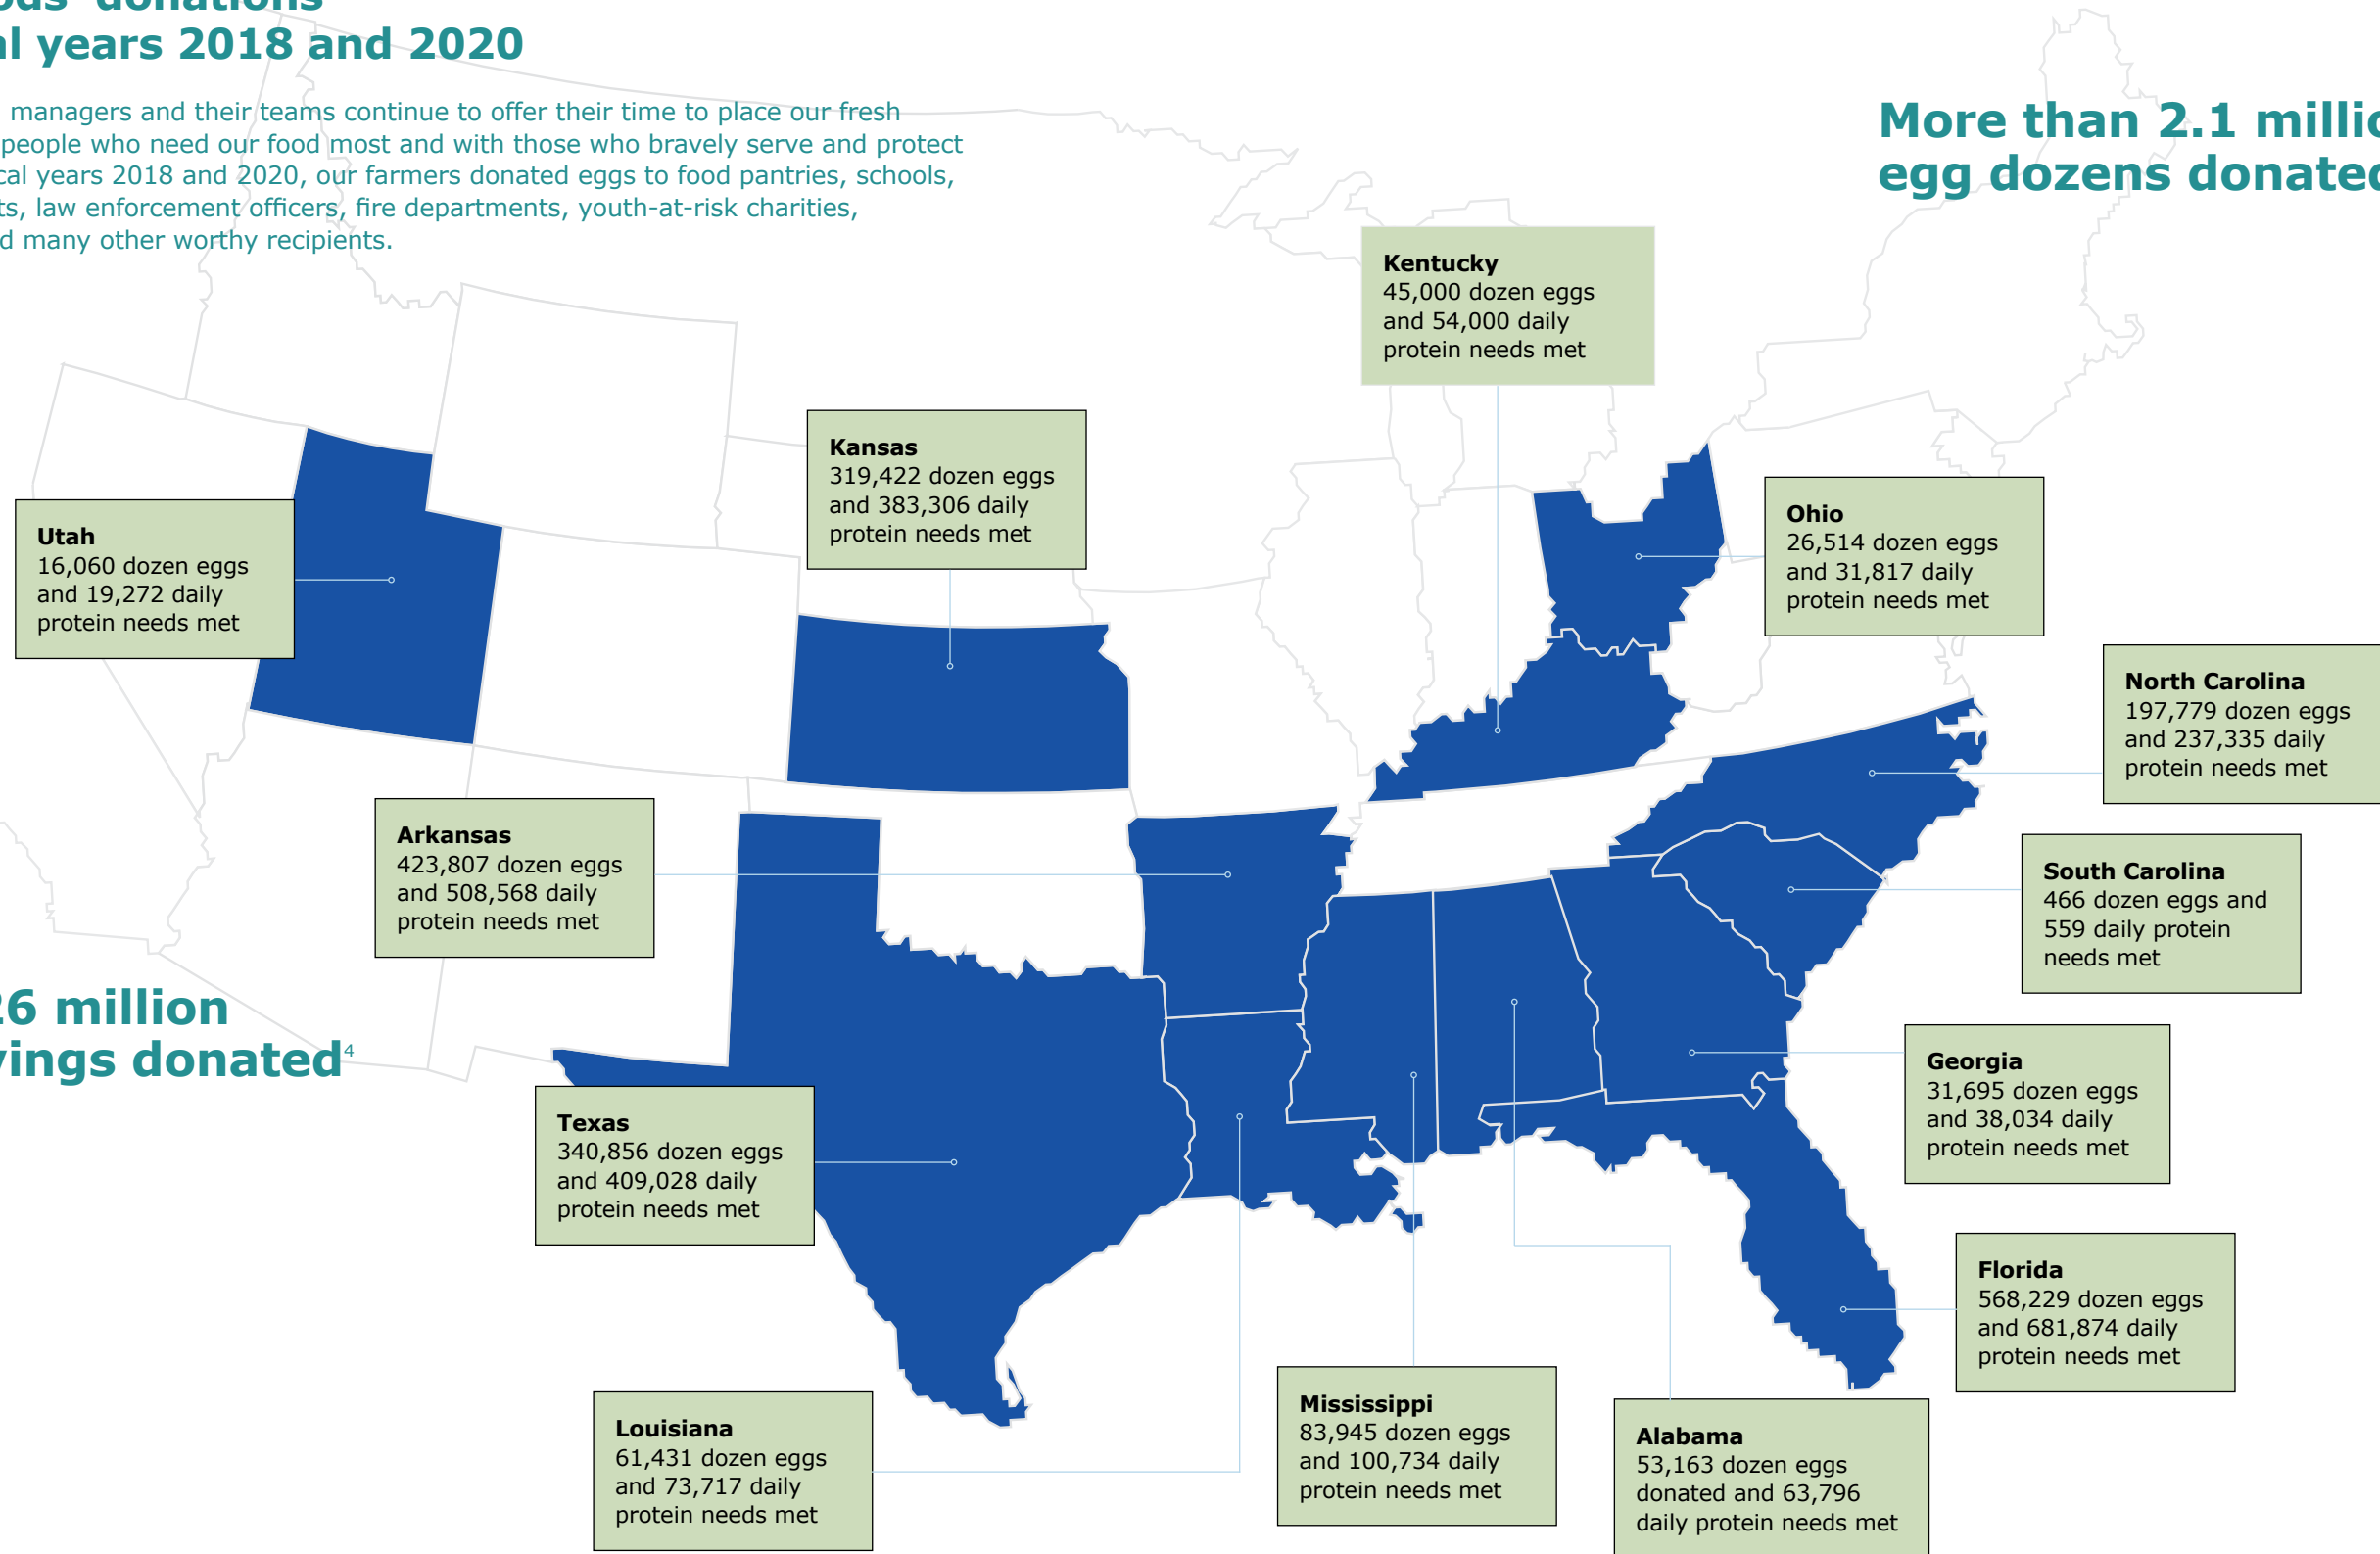 donations
years 2018 and 2020
managers and their teams continue to offer their time to place our fresh
people who need our food most and with those who bravely serve and protect
years 2018 and 2020, our farmers donated eggs to food pantries, schools,
law enforcement officers, fire departments, youth-at-risk charities,
many other worthy recipients.
More than 2.1
egg dozens
Kentucky
45,000 dozen eggs
and 54,000 daily
protein needs met
Kansas
319,422 dozen eggs
and 383,306 daily
protein needs met
Ohio
26,514 dozen eggs
and 31,817 daily
protein needs met
Utah
16,060 dozen eggs
and 19,272 daily
protein needs met
North Carolina
197,779 dozen eggs
and 237,335 daily
protein needs met
Arkansas
423,807 dozen eggs
and 508,568 daily
protein needs met
South Carolina
466 dozen eggs and
559 daily protein
needs met
million
donated4
Georgia
31,695 dozen eggs
and 38,034 daily
protein needs met
Texas
340,856 dozen eggs
and 409,028 daily
protein needs met
Florida
568,229 dozen eggs
and 681,874 daily
protein needs met
Louisiana
61,431 dozen eggs
and 73,717 daily
protein needs met
Mississippi
83,945 dozen eggs
and 100,734 daily
protein needs met
Alabama
53,163 dozen eggs
donated and 63,796
daily protein needs met